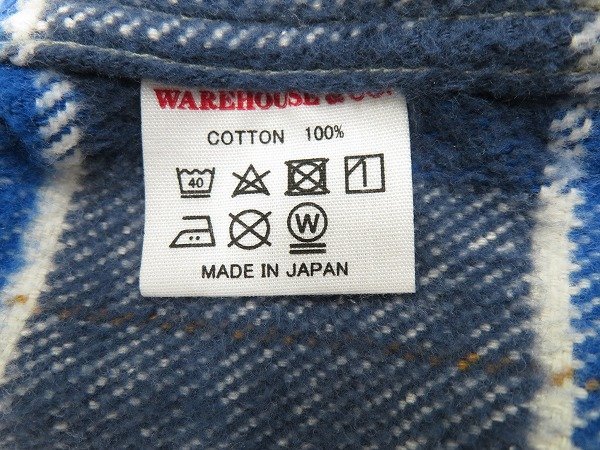 WAREHOUSE & CO.
COTTON 100%
40
W
MADE IN JAPAN